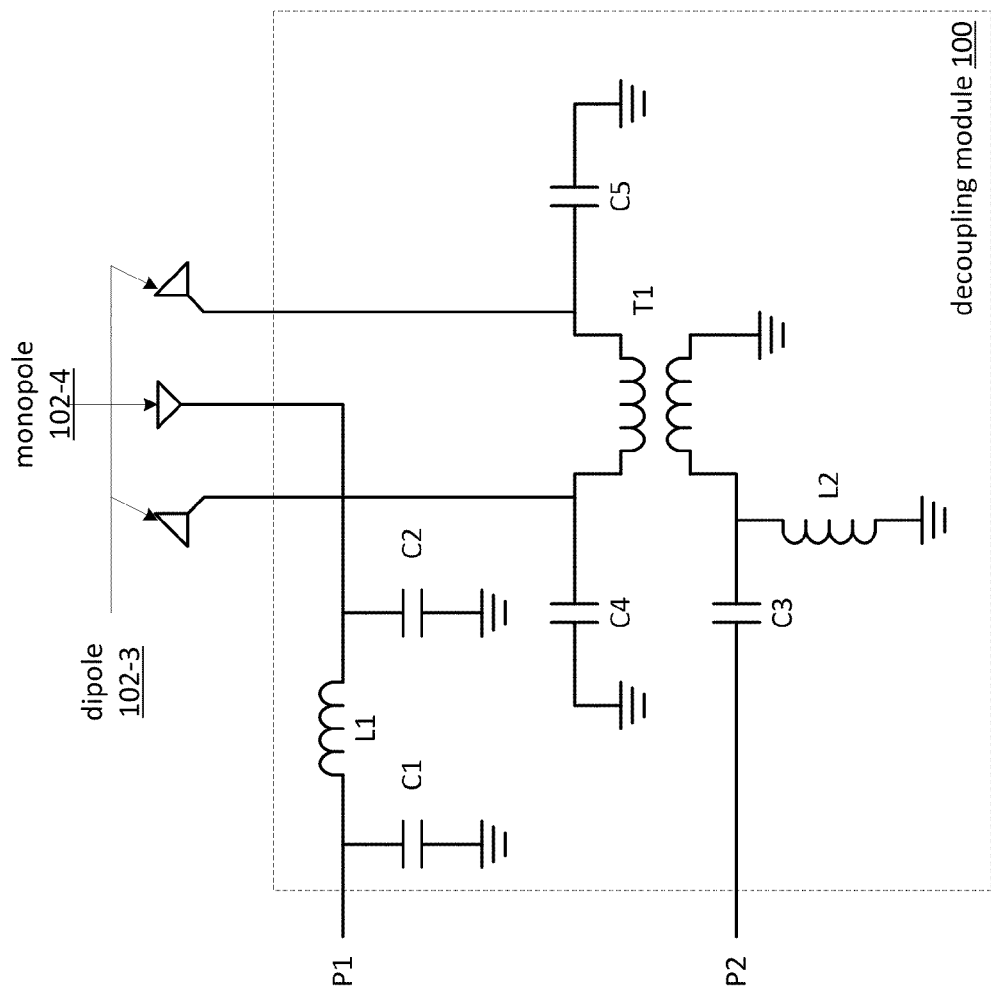 decoupling module 100
monopole
102-4
dipole
102-3
C5
T1
C2
L2
L1
C4
C3
C1
P1
P2